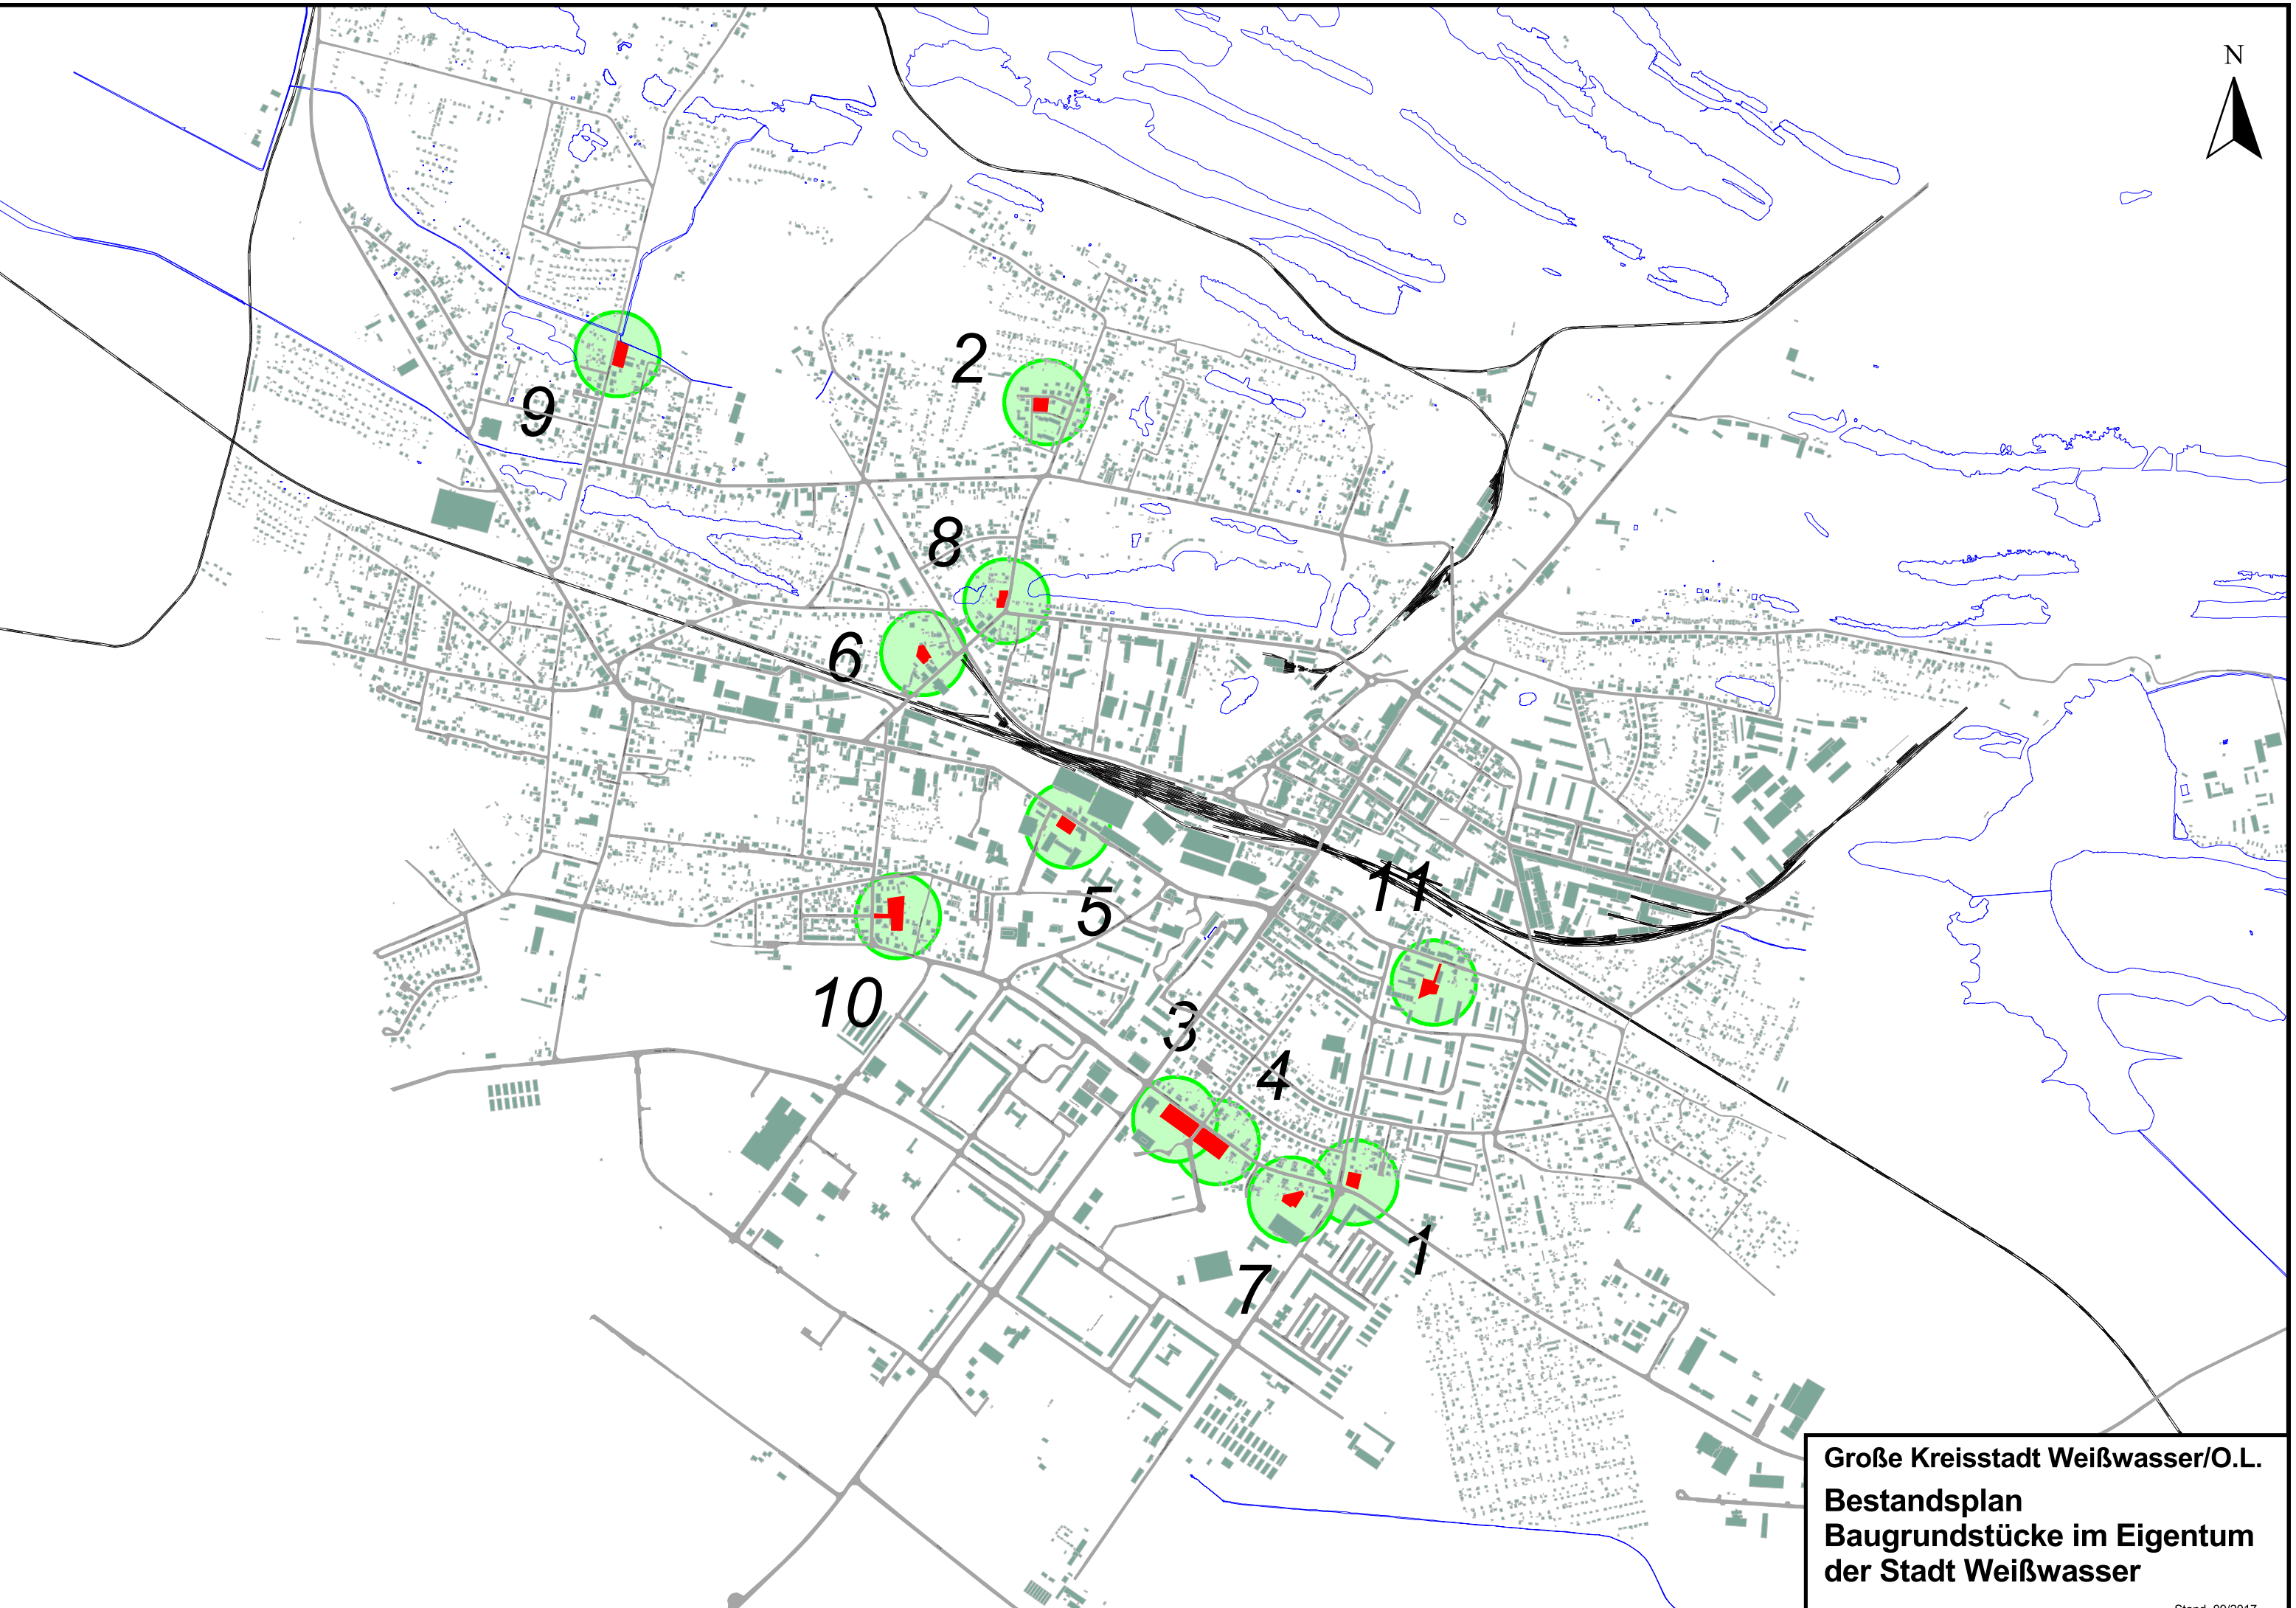 N
2
9
8
6
11
5
10
3
4
1
7
Große Kreisstadt Weißwasser/O.L.
Bestandsplan
Baugrundstücke im Eigentum
der Stadt Weißwasser